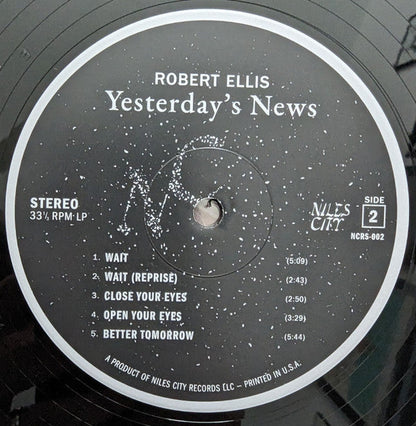 ROBERT ELLIS
Yesterday's News
STEREO
33⅓ RPM LP
NILES
CITY
SIDE
2
NCRS-002
1. WAIT (5:09)
2. WAIT (REPRISE) (2:43)
3. CLOSE YOUR EYES (2:50)
4. OPEN YOUR EYES (3:29)
5. BETTER TOMORROW (5:44)
A PRODUCT OF NILES CITY RECORDS LLC – PRINTED IN U.S.A.